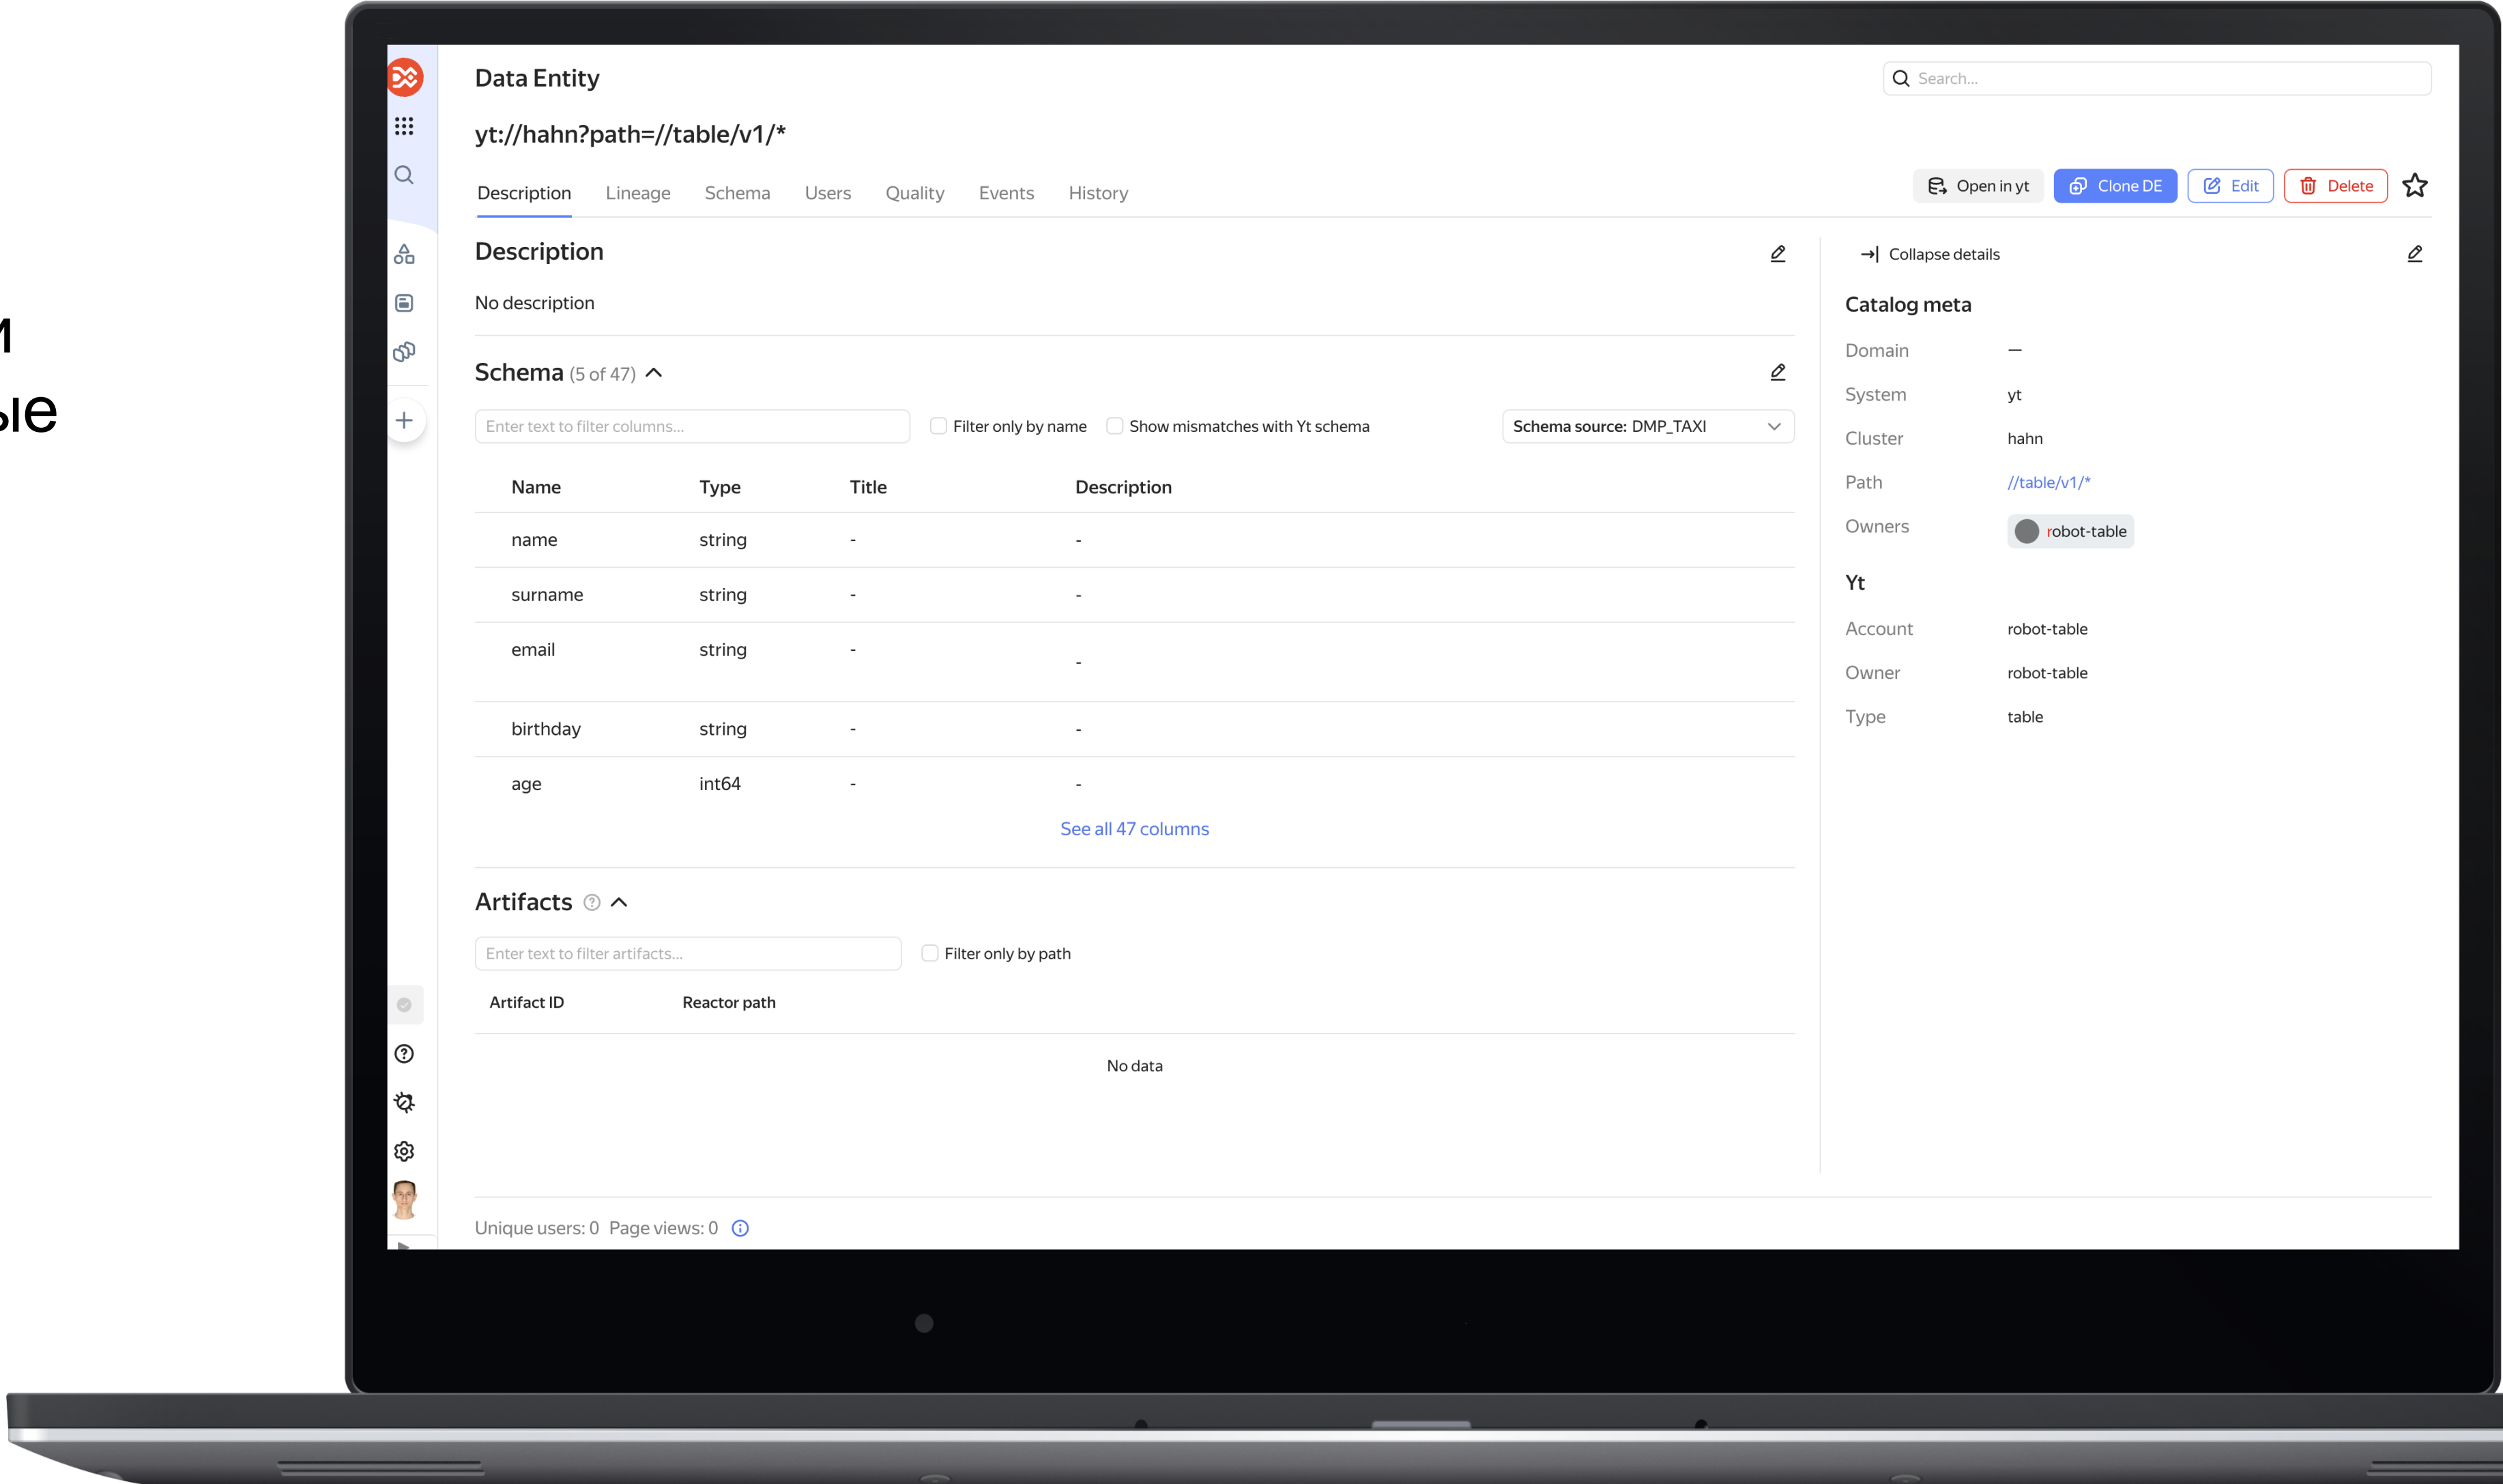 ые
Data Entity
Search...
yt://hahn?path=//table/v1/*
Description Lineage Schema Users Quality Events History
Open in yt Clone DE Edit Delete
Description
No description
Schema (5 of 47)
Enter text to filter columns... Filter only by name Show mismatches with Yt schema Schema source: DMP_TAXI
Name Type Title Description
name string - -
surname string - -
email string - -
birthday string - -
age int64 - -
See all 47 columns
Artifacts
Enter text to filter artifacts... Filter only by path
Artifact ID Reactor path
No data
Unique users: 0 Page views: 0
Collapse details
Catalog meta
Domain —
System yt
Cluster hahn
Path //table/v1/*
Owners robot-table
Yt
Account robot-table
Owner robot-table
Type table